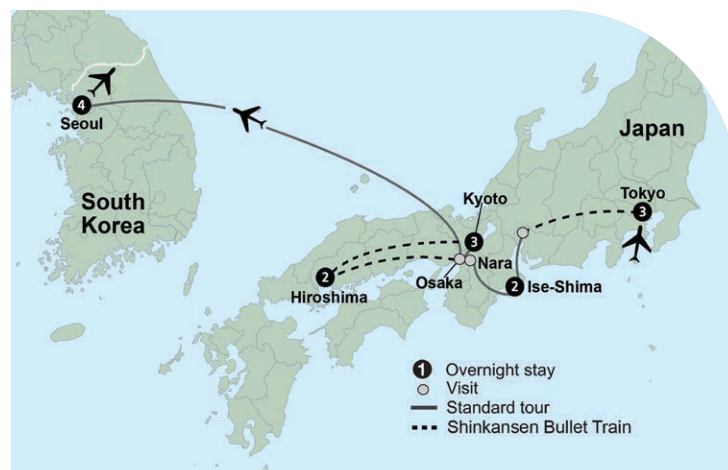 4
Seoul
South
Korea
Japan
Tokyo
3
Kyoto
3
2
Hiroshima
Osaka
Nara
2
Ise-Shima
1 Overnight stay
Visit
Standard tour
Shinkansen Bullet Train